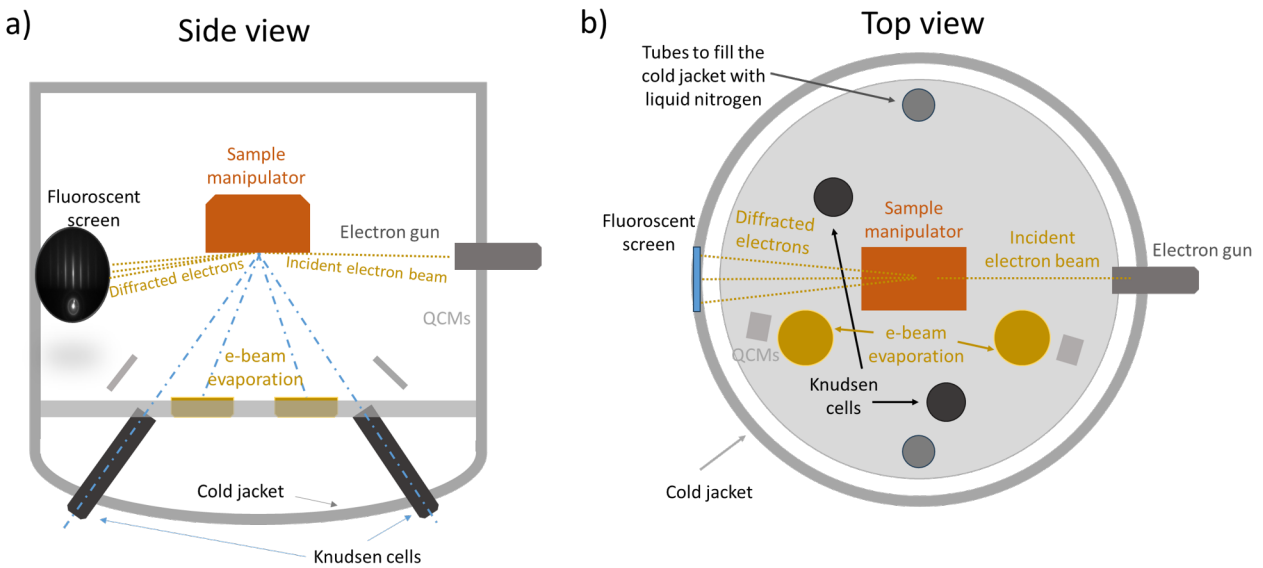 a)
Side view
Sample
manipulator
Fluoroscent
screen
Electron gun
Diffracted electrons
Incident electron beam
QCMs
e-beam
evaporation
Cold jacket
Knudsen cells
b)
Top view
Tubes to fill the
cold jacket with
liquid nitrogen
Fluoroscent
screen
Diffracted
electrons
Sample
manipulator
Incident
electron beam
Electron gun
QCMs
e-beam
evaporation
Knudsen
cells
Cold jacket